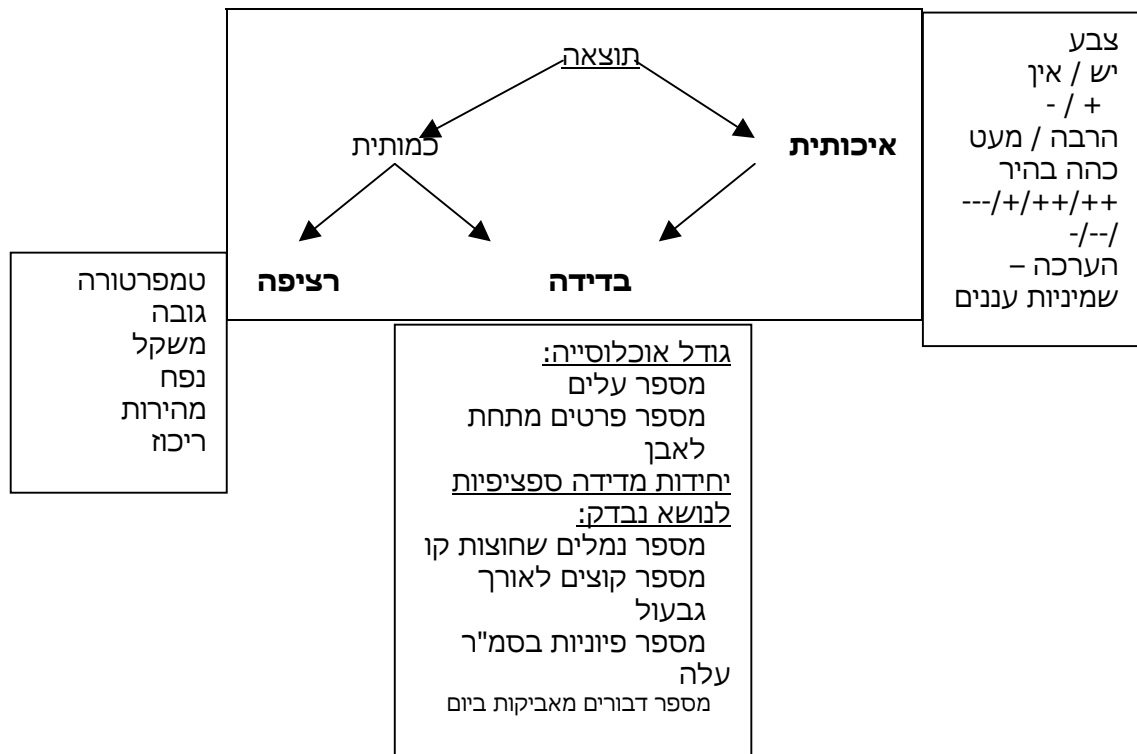 תוצאה
כמותית
איכותית
רציפה
בדידה
צבע
יש / אין
+ / -
הרבה / מעט
כהה בהיר
---/+/++/++
-/--/
הערכה –
שמיניות עננים
טמפרטורה
גובה
משקל
נפח
מהירות
ריכוז
גודל אוכלוסייה:
מספר עלים
מספר פרטים מתחת
לאבן
יחידות מדידה ספציפיות
לנושא נבדק:
מספר נמלים שחוצות קו
מספר קוצים לאורך
גבעול
מספר פיוניות בסמ"ר
עלה
מספר דבורים מאביקות ביום